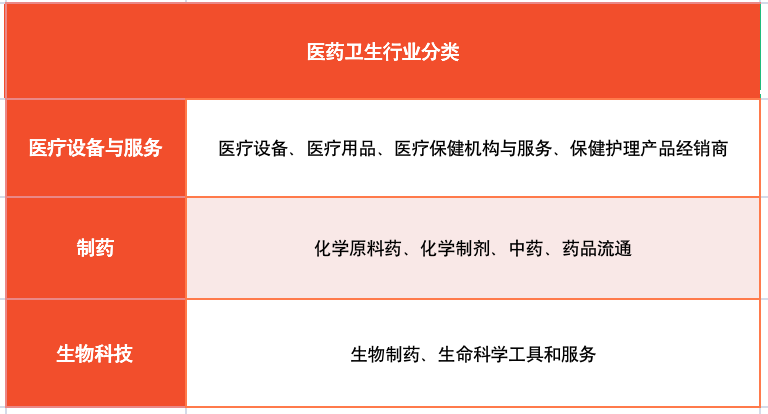 医药卫生行业分类
医疗设备与服务
医疗设备、医疗用品、医疗保健机构与服务、保健护理产品经销商
制药
化学原料药、化学制剂、中药、药品流通
生物科技
生物制药、生命科学工具和服务